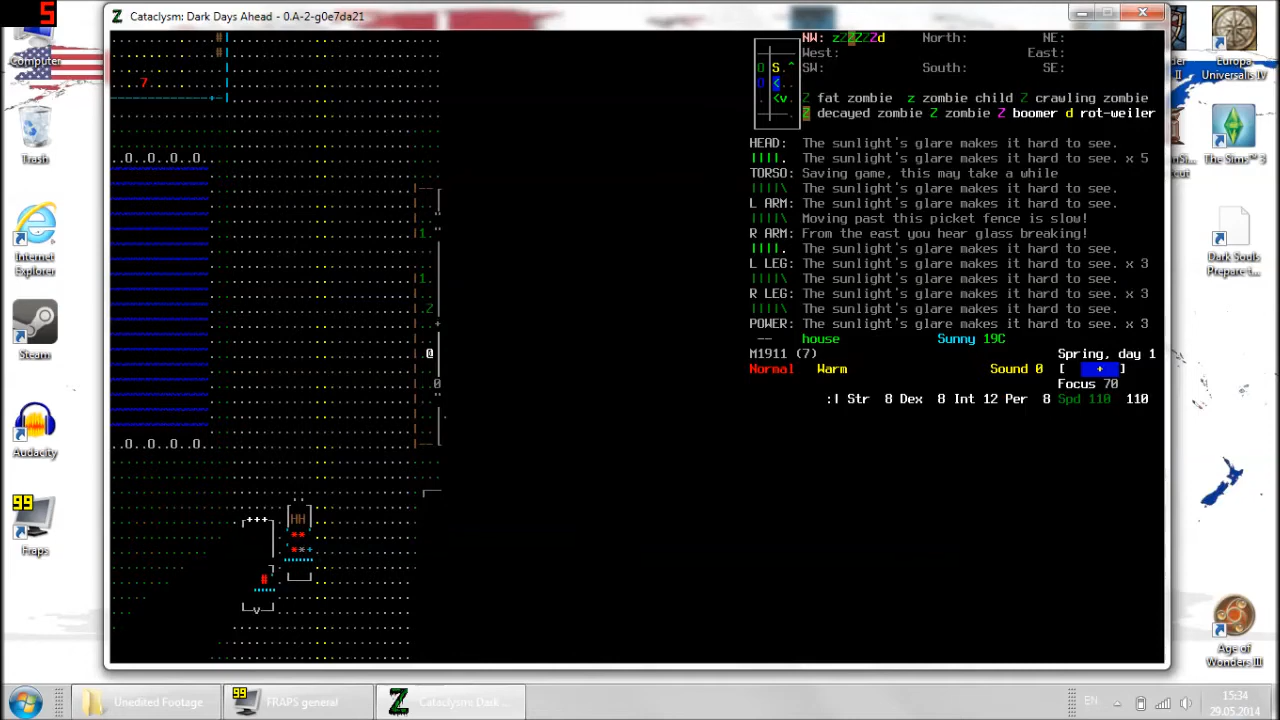 5
Cataclysm: Dark Days Ahead - 0.A-2-g0e7da21
Computer
Trash
Internet
Explorer
Steam
Audacity
99
Fraps
NW: zZZZZZd North: NE:
West: East:
SW: South: SE:
Z fat zombie z zombie child Z crawling zombie
Z decayed zombie Z zombie Z boomer d rot-weiler
HEAD: The sunlight's glare makes it hard to see.
||||. The sunlight's glare makes it hard to see. x 5
TORSO: Saving game, this may take a while
||||\ The sunlight's glare makes it hard to see.
L ARM: The sunlight's glare makes it hard to see.
||||\ Moving past this picket fence is slow!
R ARM: From the east you hear glass breaking!
||||. The sunlight's glare makes it hard to see.
L LEG: The sunlight's glare makes it hard to see. x 3
||||\ The sunlight's glare makes it hard to see.
R LEG: The sunlight's glare makes it hard to see. x 3
||||\ The sunlight's glare makes it hard to see.
POWER: The sunlight's glare makes it hard to see. x 3
-- house Sunny 19C
M1911 (7) Spring, day 1
Normal Warm Sound 0 [ + ]
Focus 70
:| Str 8 Dex 8 Int 12 Per 8 Spd 110 110
Europa
Universalis IV
The Sims™ 3
Dark Souls
Prepare t...
Age of
Wonders III
Unedited Footage
99
FRAPS general
Cataclysm: Dark...
EN
15:34
29.05.2014